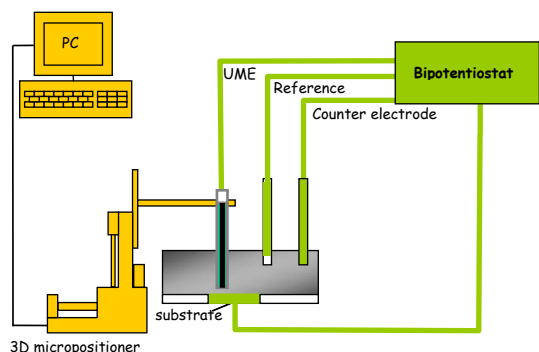 PC
UME
Bipotentiostat
Reference
Counter electrode
substrate
3D micropositioner